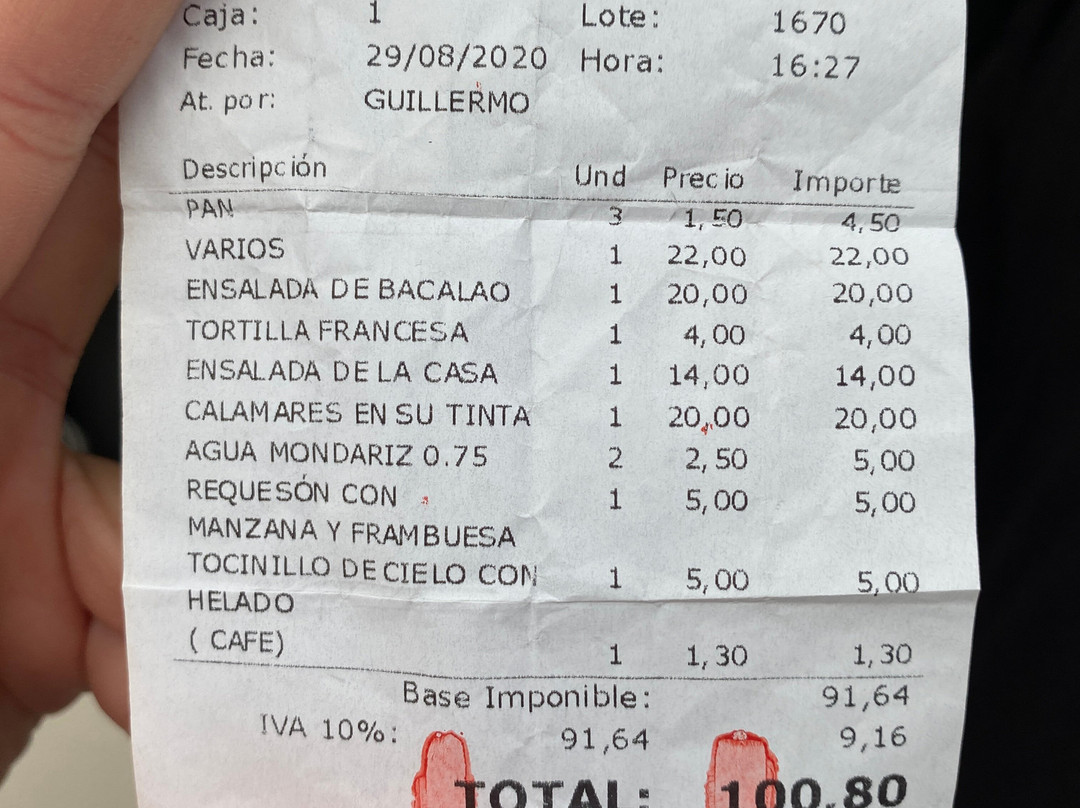 Caja: 1 Lote: 1670
Fecha: 29/08/2020 Hora: 16:27
At. por: GUILLERMO
Descripción Und Precio Importe
PAN 3 1,50 4,50
VARIOS 1 22,00 22,00
ENSALADA DE BACALAO 1 20,00 20,00
TORTILLA FRANCESA 1 4,00 4,00
ENSALADA DE LA CASA 1 14,00 14,00
CALAMARES EN SU TINTA 1 20,00 20,00
AGUA MONDARIZ 0.75 2 2,50 5,00
REQUESÓN CON 1 5,00 5,00
MANZANA Y FRAMBUESA
TOCINILLO DE CIELO CON 1 5,00 5,00
HELADO
( CAFE) 1 1,30 1,30
Base Imponible: 91,64
IVA 10%: 91,64 9,16
TOTAL: 100,80